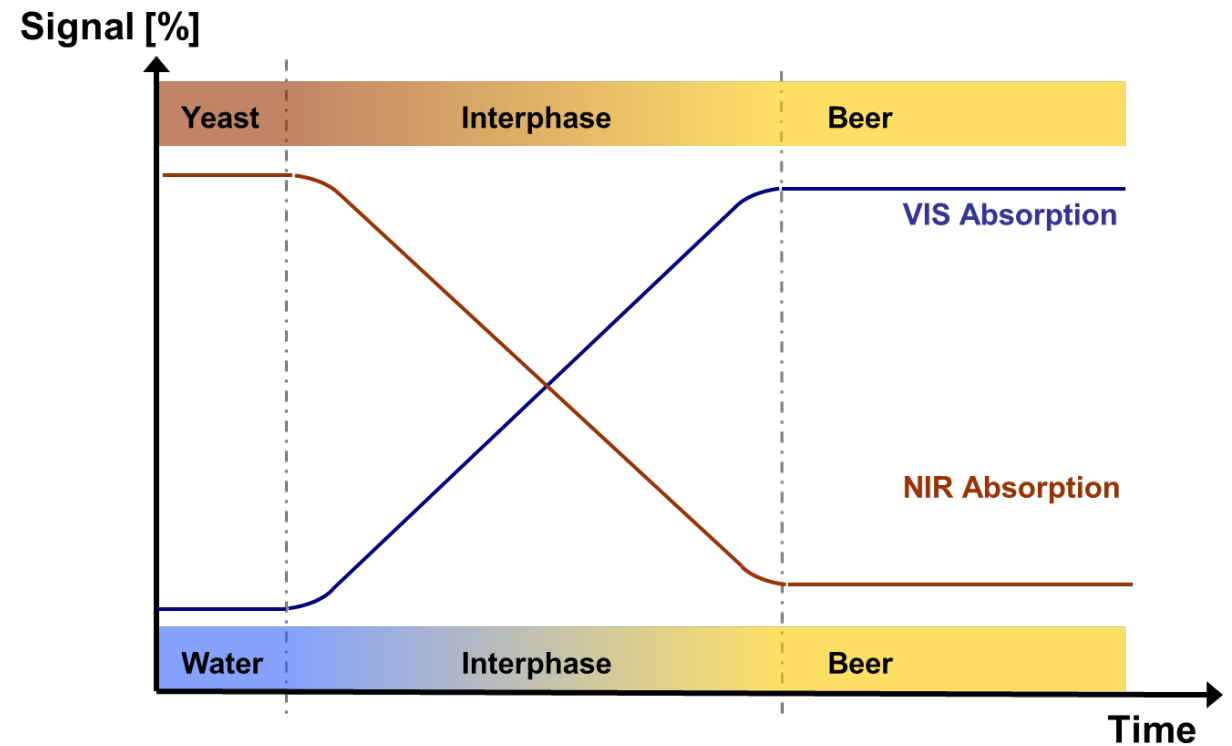 Signal [%]
Yeast Interphase Beer
VIS Absorption
NIR Absorption
Water Interphase Beer
Time